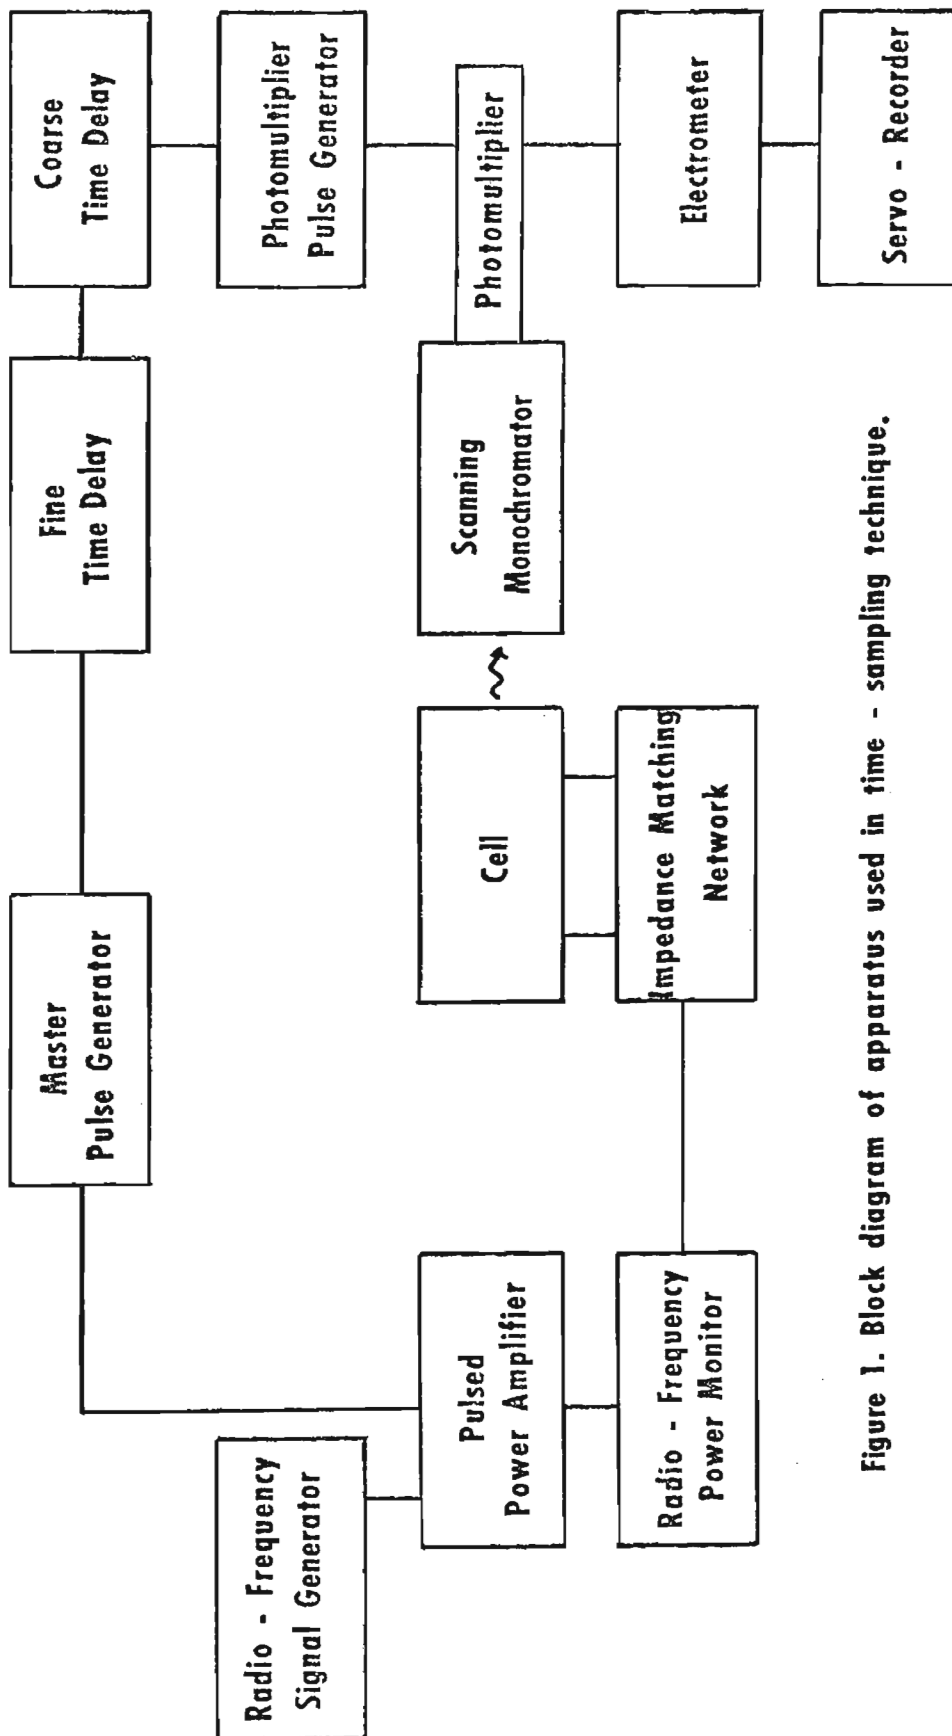 Master
Pulse Generator
Fine
Time Delay
Coarse
Time Delay
Radio - Frequency
Signal Generator
Photomultiplier
Pulse Generator
Pulsed
Power Amplifier
Cell
Scanning
Monochromator
Photomultiplier
Radio - Frequency
Power Monitor
Impedance Matching
Network
Electrometer
Servo - Recorder
Figure 1. Block diagram of apparatus used in time - sampling technique.